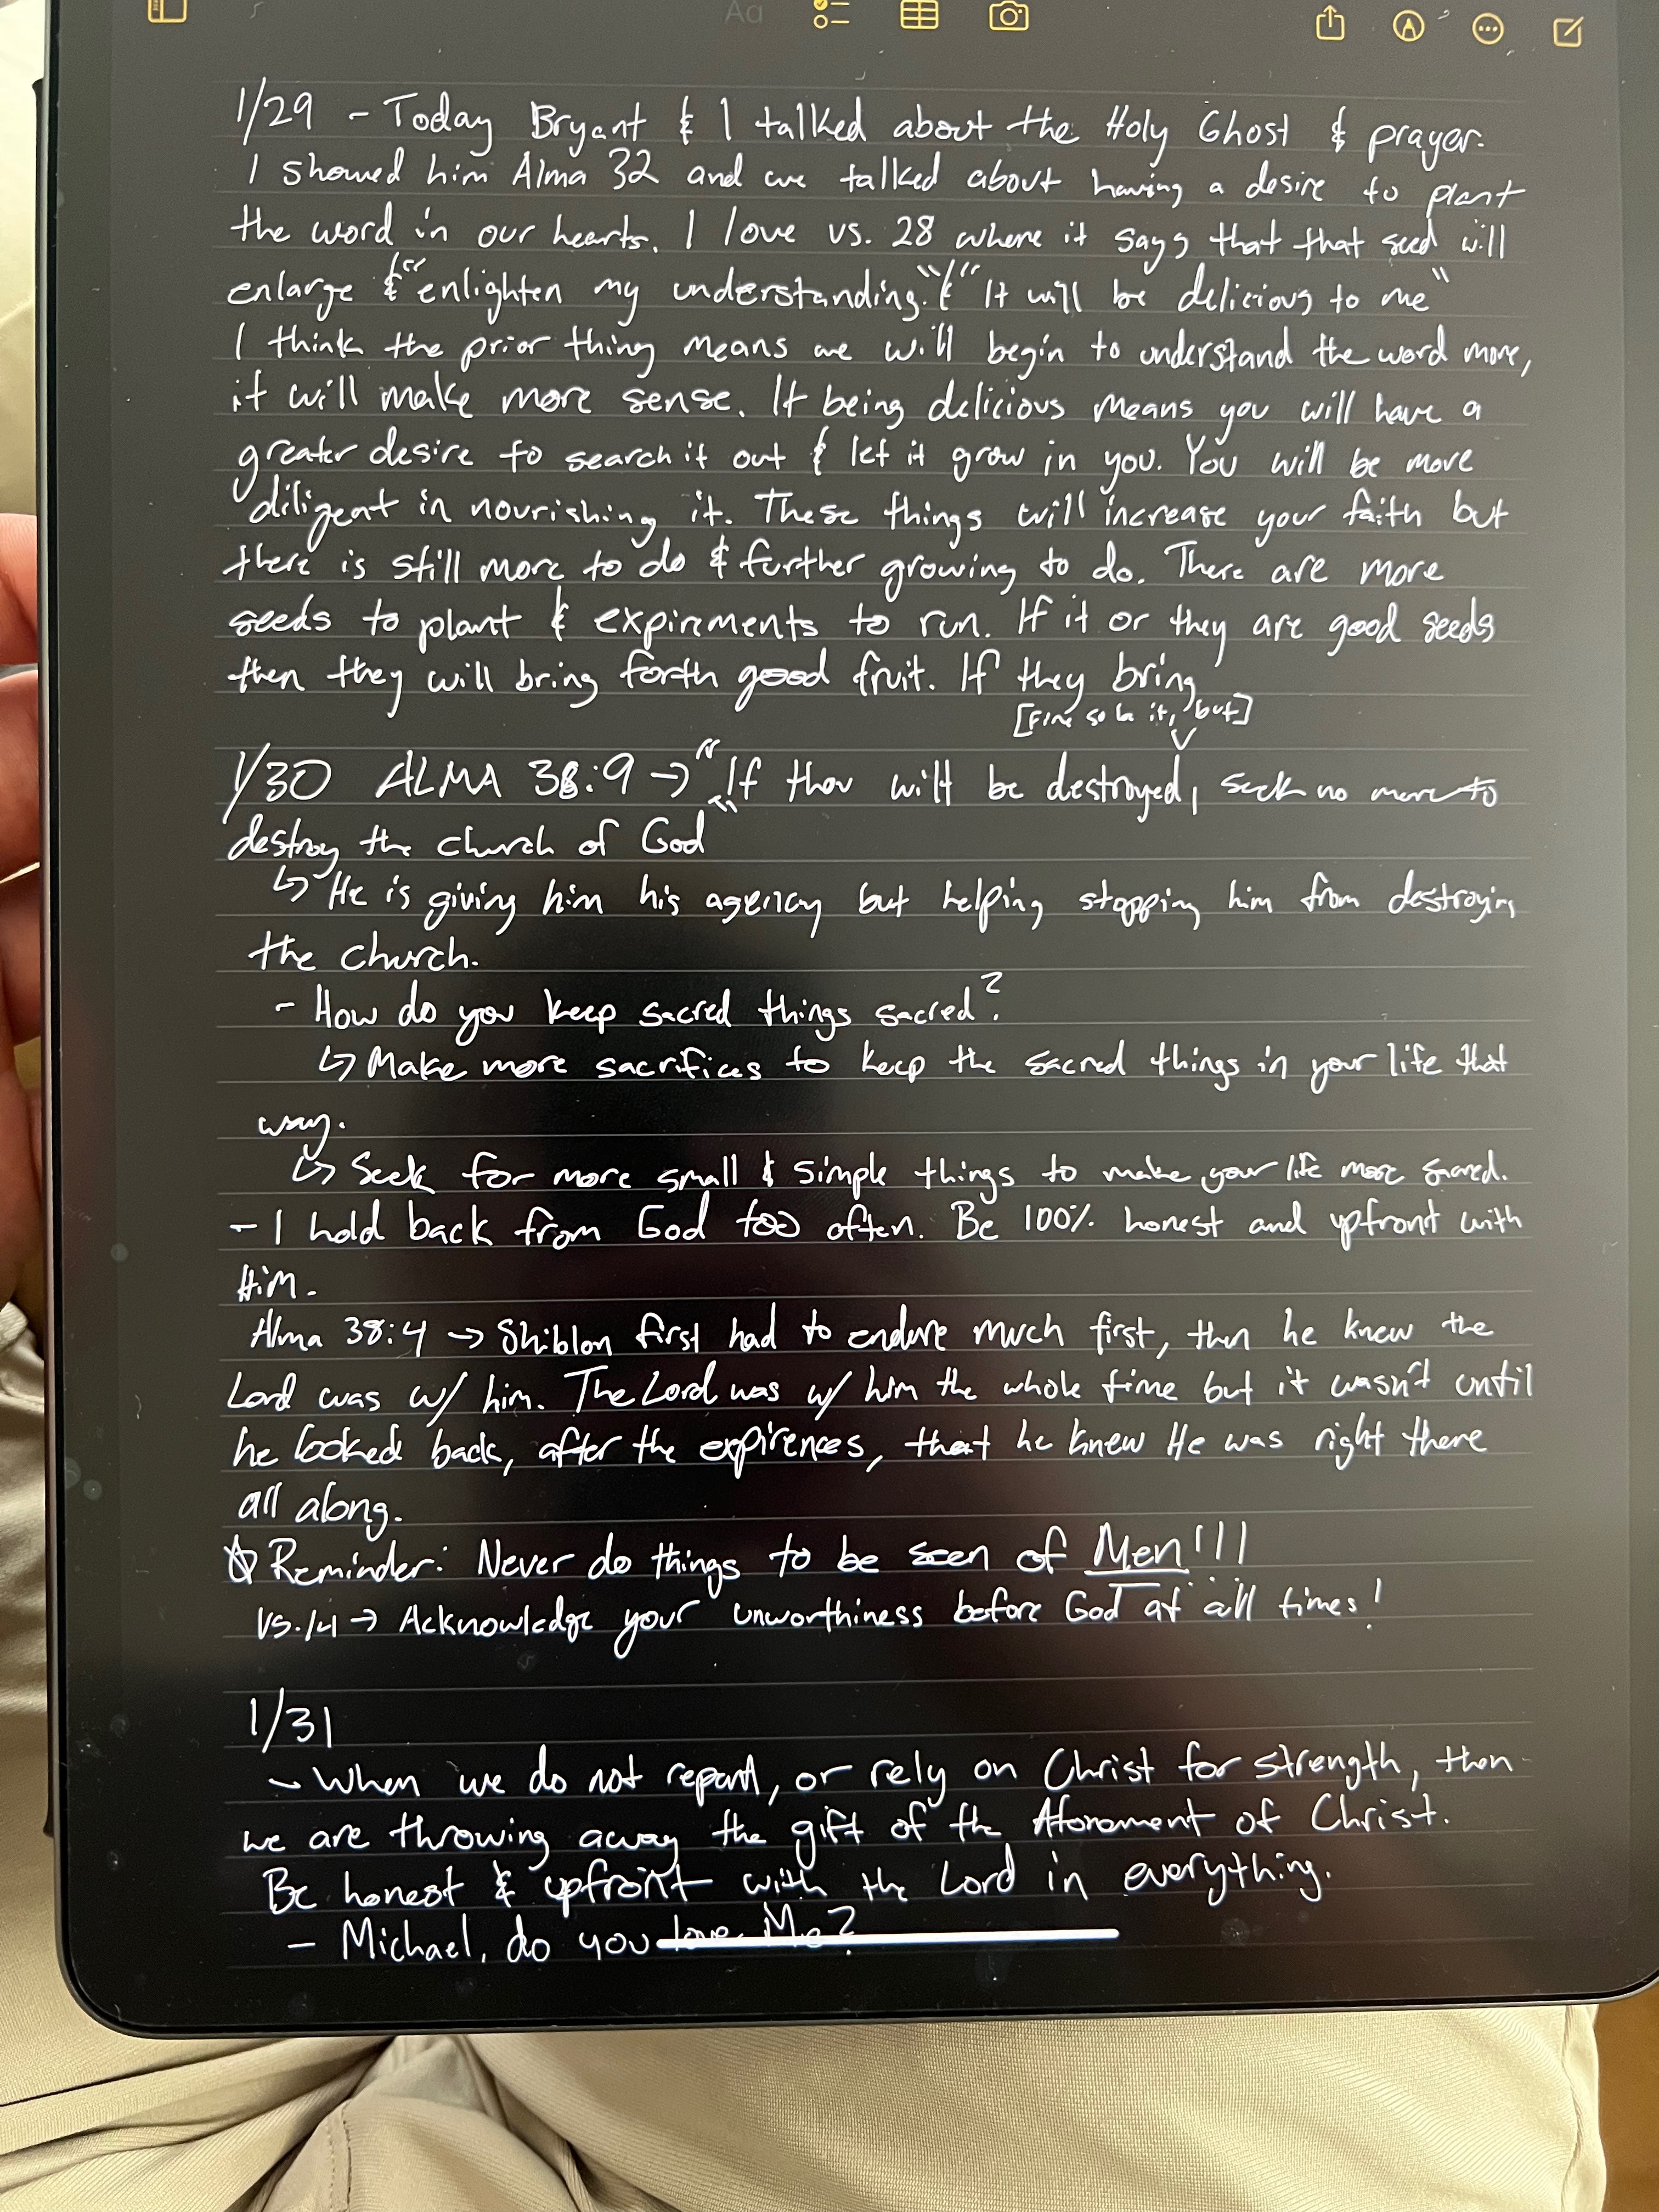 Aa
1/29 - Today Bryant & I talked about the Holy Ghost & prayer.
I showed him Alma 32 and we talked about having a desire to plant
the word in our hearts. I love vs. 28 where it says that that seed will
enlarge &/"enlighten my understanding."/&"It will be delicious to me"
I think the prior thing means we will begin to understand the word more,
it will make more sense. It being delicious means you will have a
greater desire to search it out & let it grow in you. You will be more
diligent in nourishing it. These things will increase your faith but
there is still more to do & further growing to do. There are more
seeds to plant & expirements to run. If it or they are good seeds
then they will bring forth good fruit. If they bring
[Fine so be it, but]
1/30 ALMA 38:9 → "If thou wilt be destroyed, seek no more to
destroy the church of God"
↳ He is giving him his agency but helping stopping him from destroying
the church.
- How do you keep sacred things sacred?
↳ Make more sacrifices to keep the sacred things in your life that
way.
↳ Seek for more small & simple things to make your life more sacred.
- I hold back from God too often. Be 100% honest and upfront with
Him.
Alma 38:4 → Shiblon first had to endure much first, then he knew the
Lord was w/ him. The Lord was w/ him the whole time but it wasn't until
he looked back, after the expirences, that he knew He was right there
all along.
☆ Reminder: Never do things to be seen of Men!!!
vs. 14 → Acknowledge your unworthiness before God at all times!
1/31
- When we do not repent, or rely on Christ for strength, then
we are throwing away the gift of the Atonement of Christ.
Be honest & upfront with the Lord in everything.
- Michael, do you love Me?